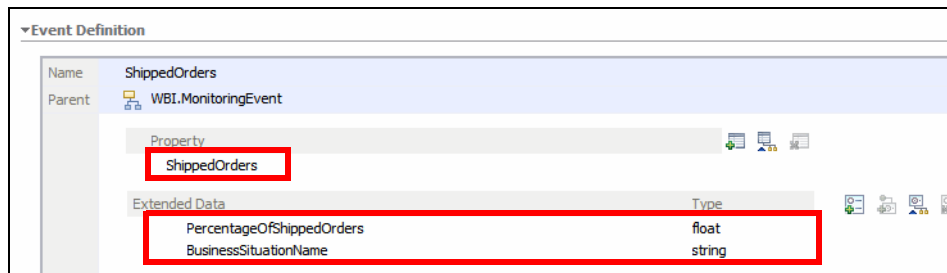 Event Definition
Name ShippedOrders
Parent WBI.MonitoringEvent
Property
ShippedOrders
Extended Data Type
PercentageOfShippedOrders float
BusinessSituationName string